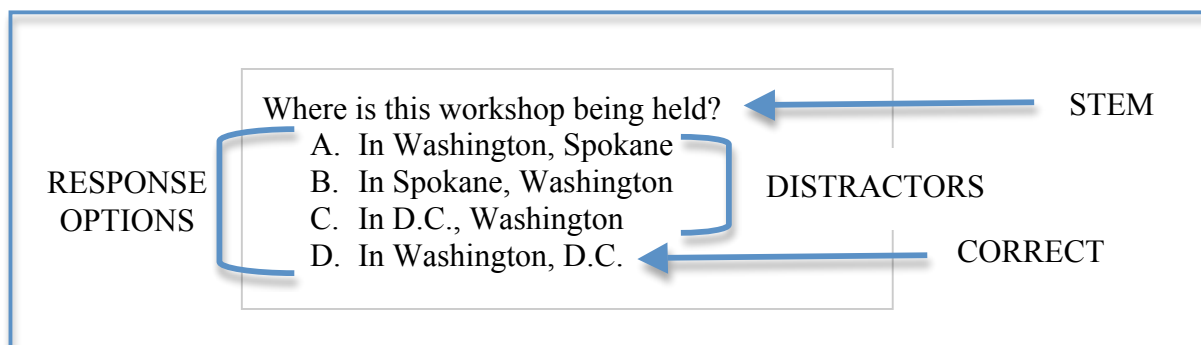 Where is this workshop being held?
STEM
A. In Washington, Spokane
B. In Spokane, Washington
C. In D.C., Washington
D. In Washington, D.C.
RESPONSE
OPTIONS
DISTRACTORS
CORRECT